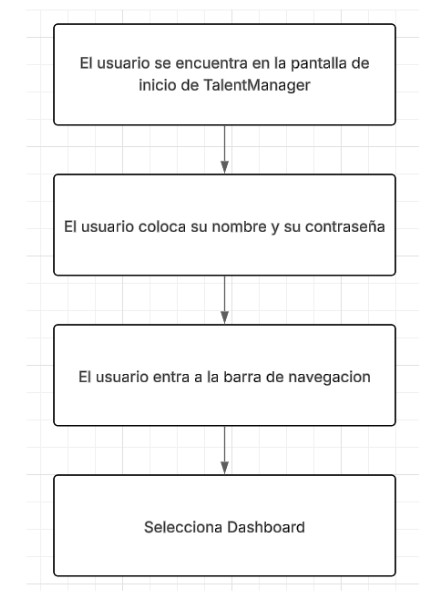 El usuario se encuentra en la pantalla de
inicio de TalentManager
El usuario coloca su nombre y su contraseña
El usuario entra a la barra de navegacion
Selecciona Dashboard